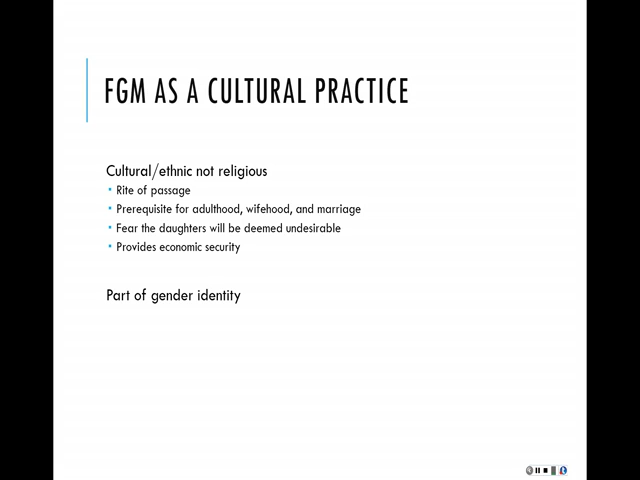 FGM AS A CULTURAL PRACTICE
Cultural/ethnic not religious
• Rite of passage
• Prerequisite for adulthood, wifehood, and marriage
• Fear the daughters will be deemed undesirable
• Provides economic security
Part of gender identity